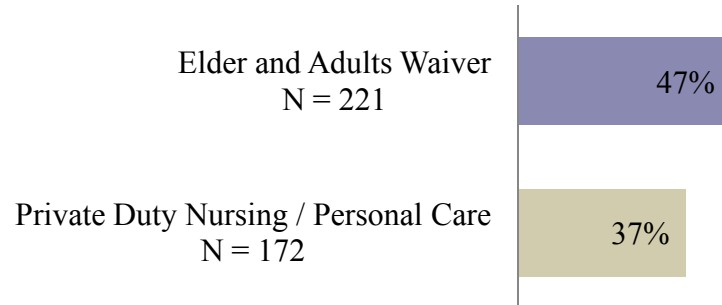 Elder and Adults Waiver
N = 221
47%
Private Duty Nursing / Personal Care
N = 172
37%